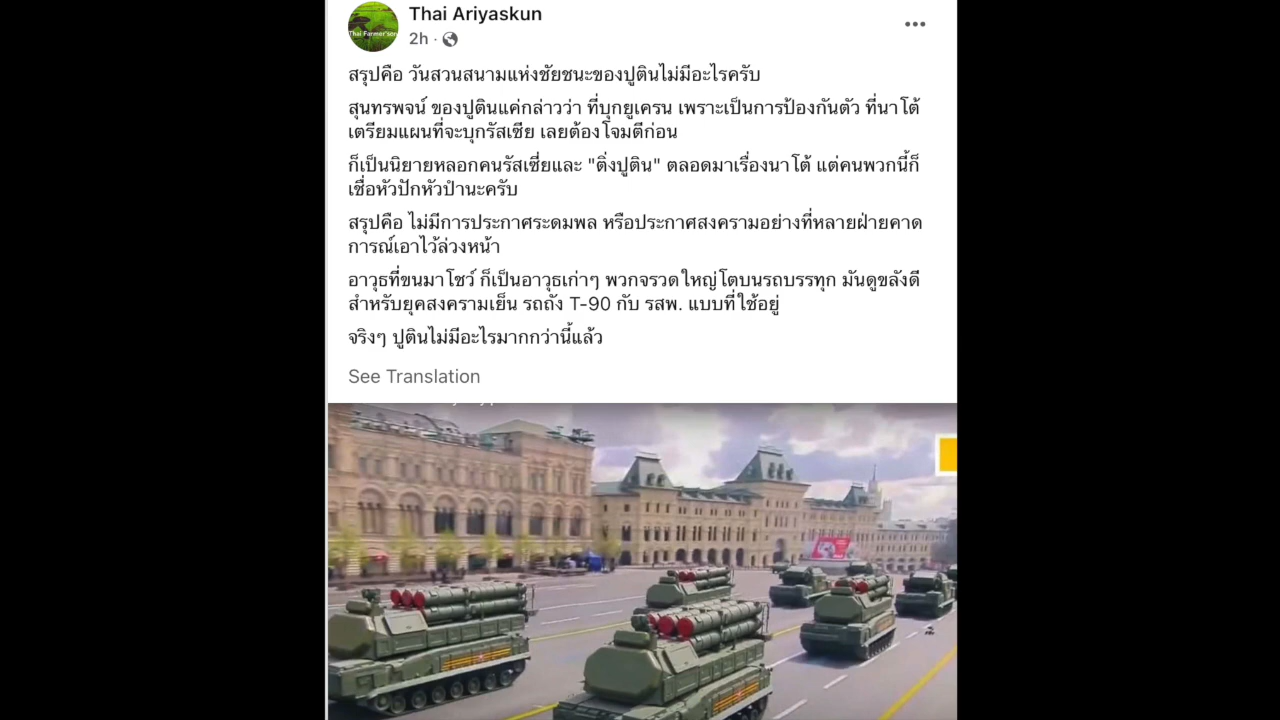 Thai Farmer'ser
Thai Ariyaskun
2h ·
สรุปคือ วันสวนสนามแห่งชัยชนะของปูตินไม่มีอะไรครับ
สุนทรพจน์ ของปูตินแค่กล่าวว่า ที่บุกยูเครน เพราะเป็นการป้องกันตัว ที่นาโต้
เตรียมแผนที่จะบุกรัสเซีย เลยต้องโจมตีก่อน
ก็เป็นนิยายหลอกคนรัสเซี่ยและ "ติ่งปูติน" ตลอดมาเรื่องนาโต้ แต่คนพวกนี้ก็
เชื่อหัวปักหัวปำนะครับ
สรุปคือ ไม่มีการประกาศระดมพล หรือประกาศสงครามอย่างที่หลายฝ่ายคาด
การณ์เอาไว้ล่วงหน้า
อาวุธที่ขนมาโชว์ ก็เป็นอาวุธเก่าๆ พวกจรวดใหญ่โตบนรถบรรทุก มันดูขลังดี
สำหรับยุคสงครามเย็น รถถัง T-90 กับ รสพ. แบบที่ใช้อยู่
จริงๆ ปูตินไม่มีอะไรมากกว่านี้แล้ว
See Translation